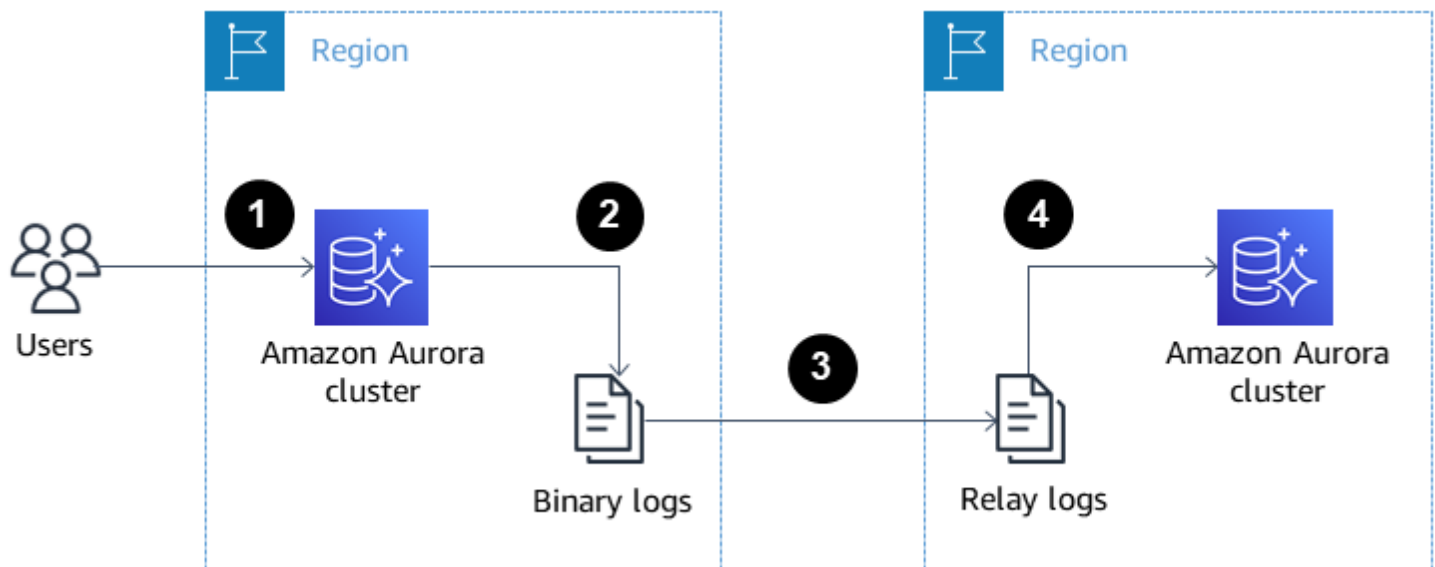 Region
Region
1
2
4
Users
Amazon Aurora
cluster
Amazon Aurora
cluster
3
Binary logs
Relay logs